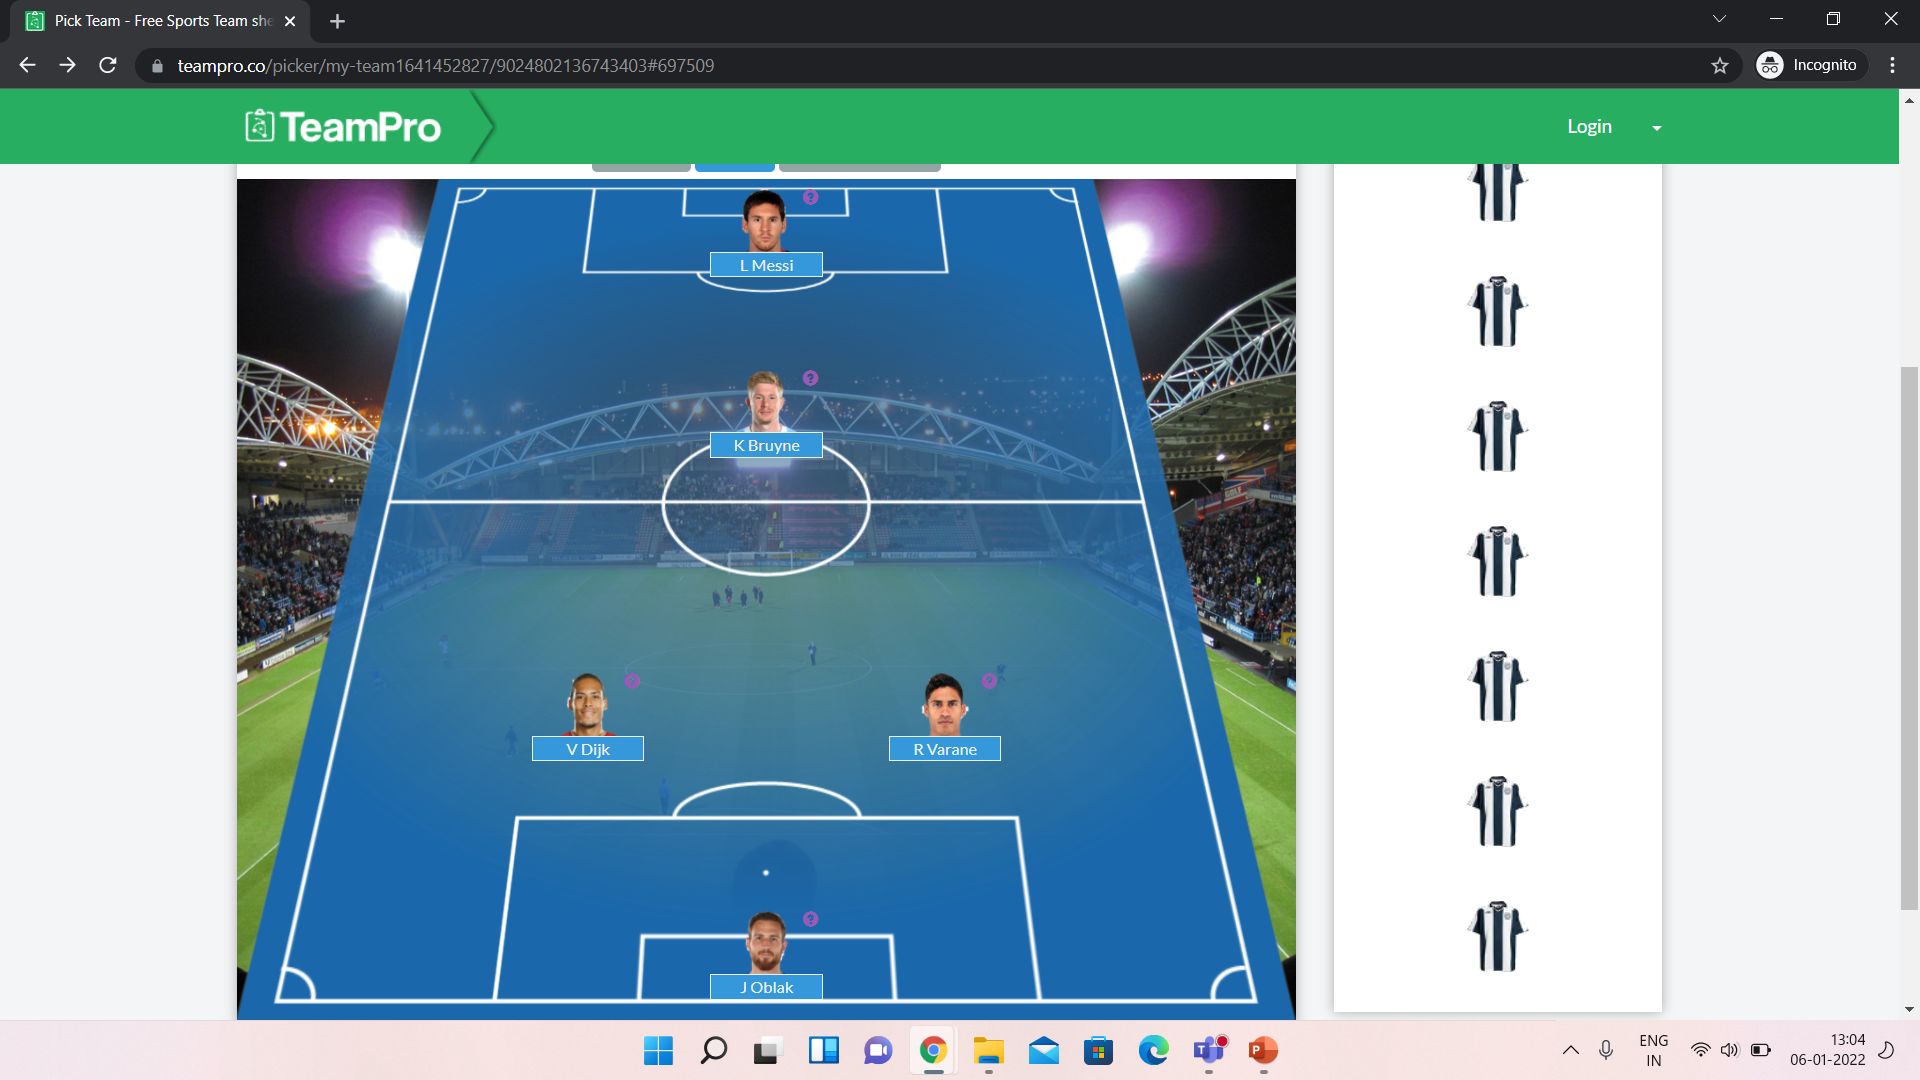 Pick Team - Free Sports Team she
teampro.co/picker/my-team1641452827/9024802136743403#697509
Incognito
TeamPro
Login
L Messi
K Bruyne
V Dijk
R Varane
GOLF
J Oblak
ENG
IN
13:04
06-01-2022